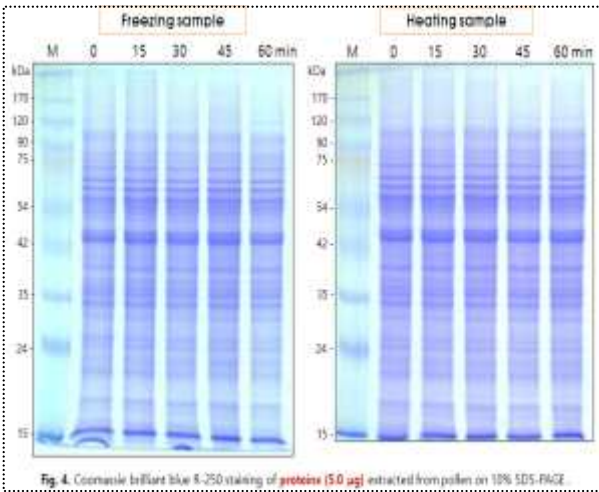 Freezing sample
Heating sample
M 0 15 30 45 60 min
M 0 15 30 45 60 min
kDa
170
120
90
75
54
42
35
24
15
kDa
170
120
90
75
54
42
35
24
15
Fig. 4. Coomassie brilliant blue R-250 staining of proteins (5.0 µg) extracted from pollen on 10% SDS-PAGE.